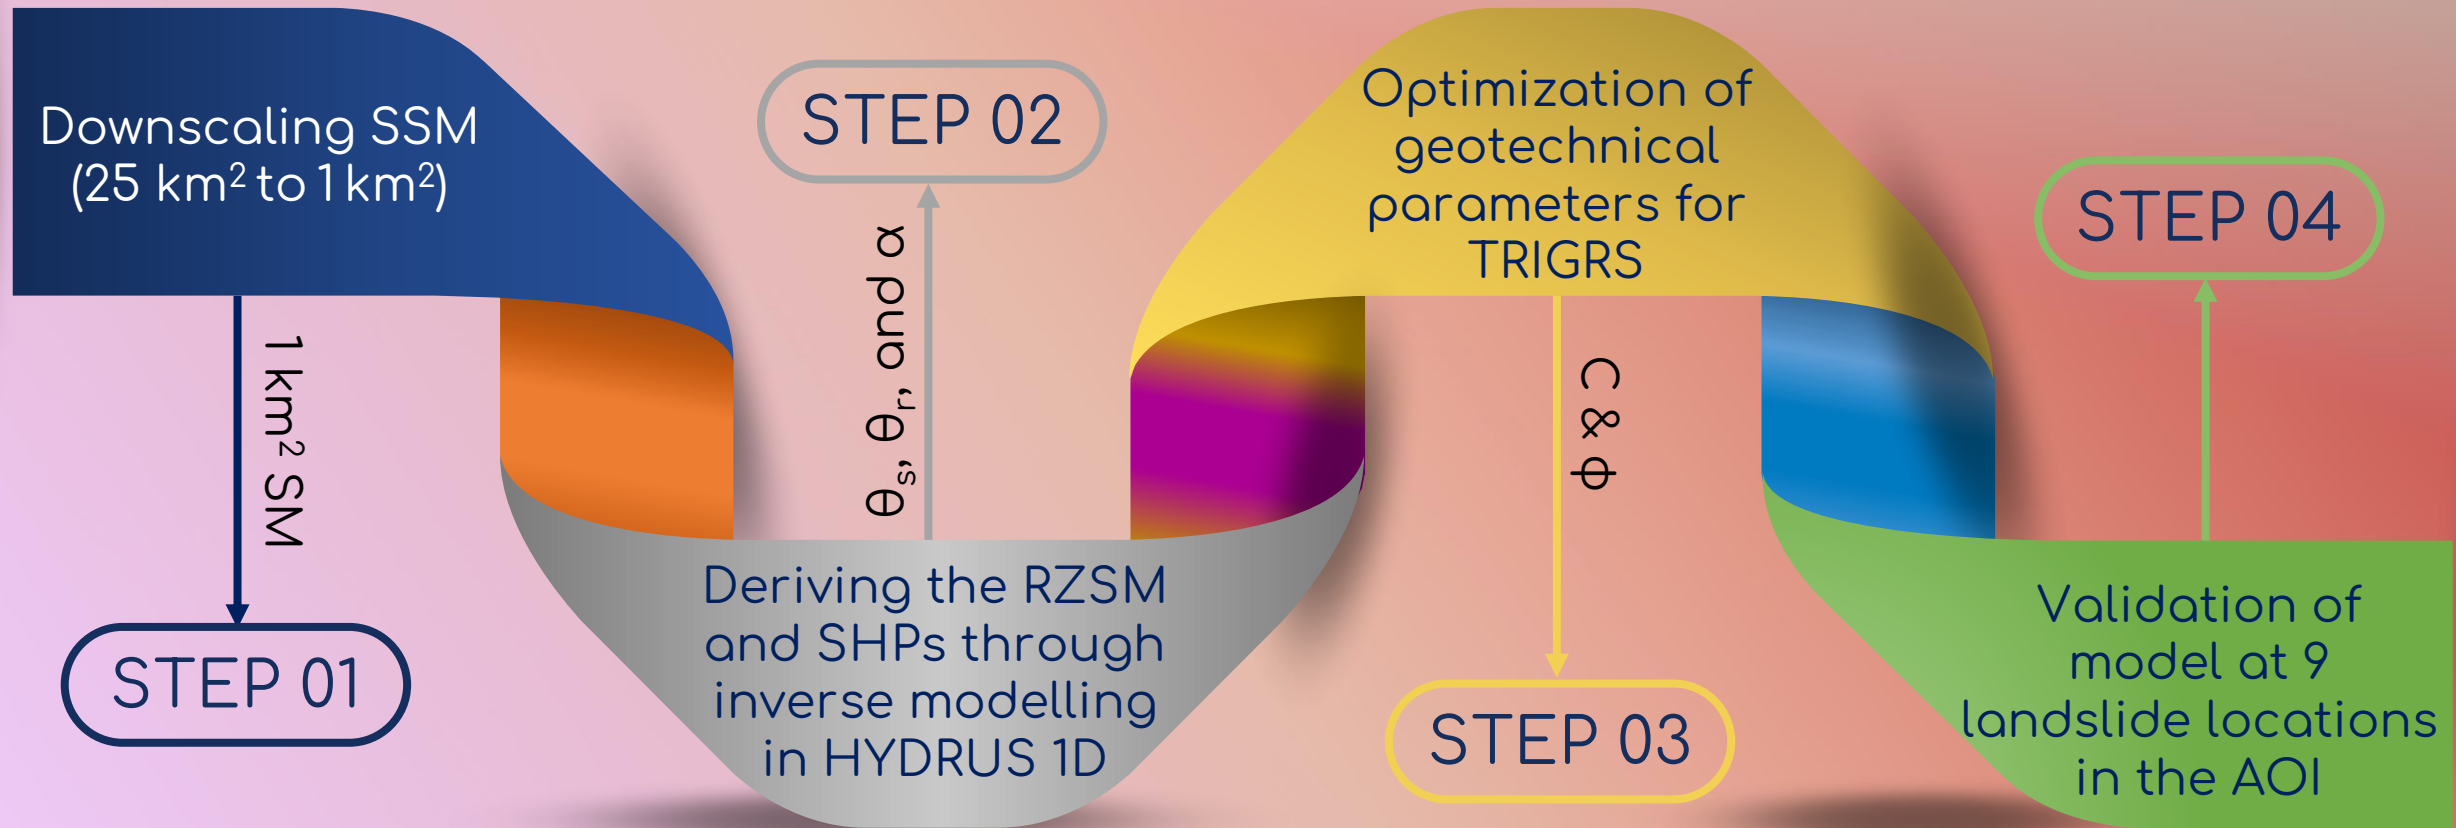 Downscaling SSM
(25 km² to 1 km²)
1 km² SM
STEP 01
STEP 02
θs, θr, and α
Deriving the RZSM
and SHPs through
inverse modelling
in HYDRUS 1D
Optimization of
geotechnical
parameters for
TRIGRS
C & ϕ
STEP 03
STEP 04
Validation of
model at 9
landslide locations
in the AOI